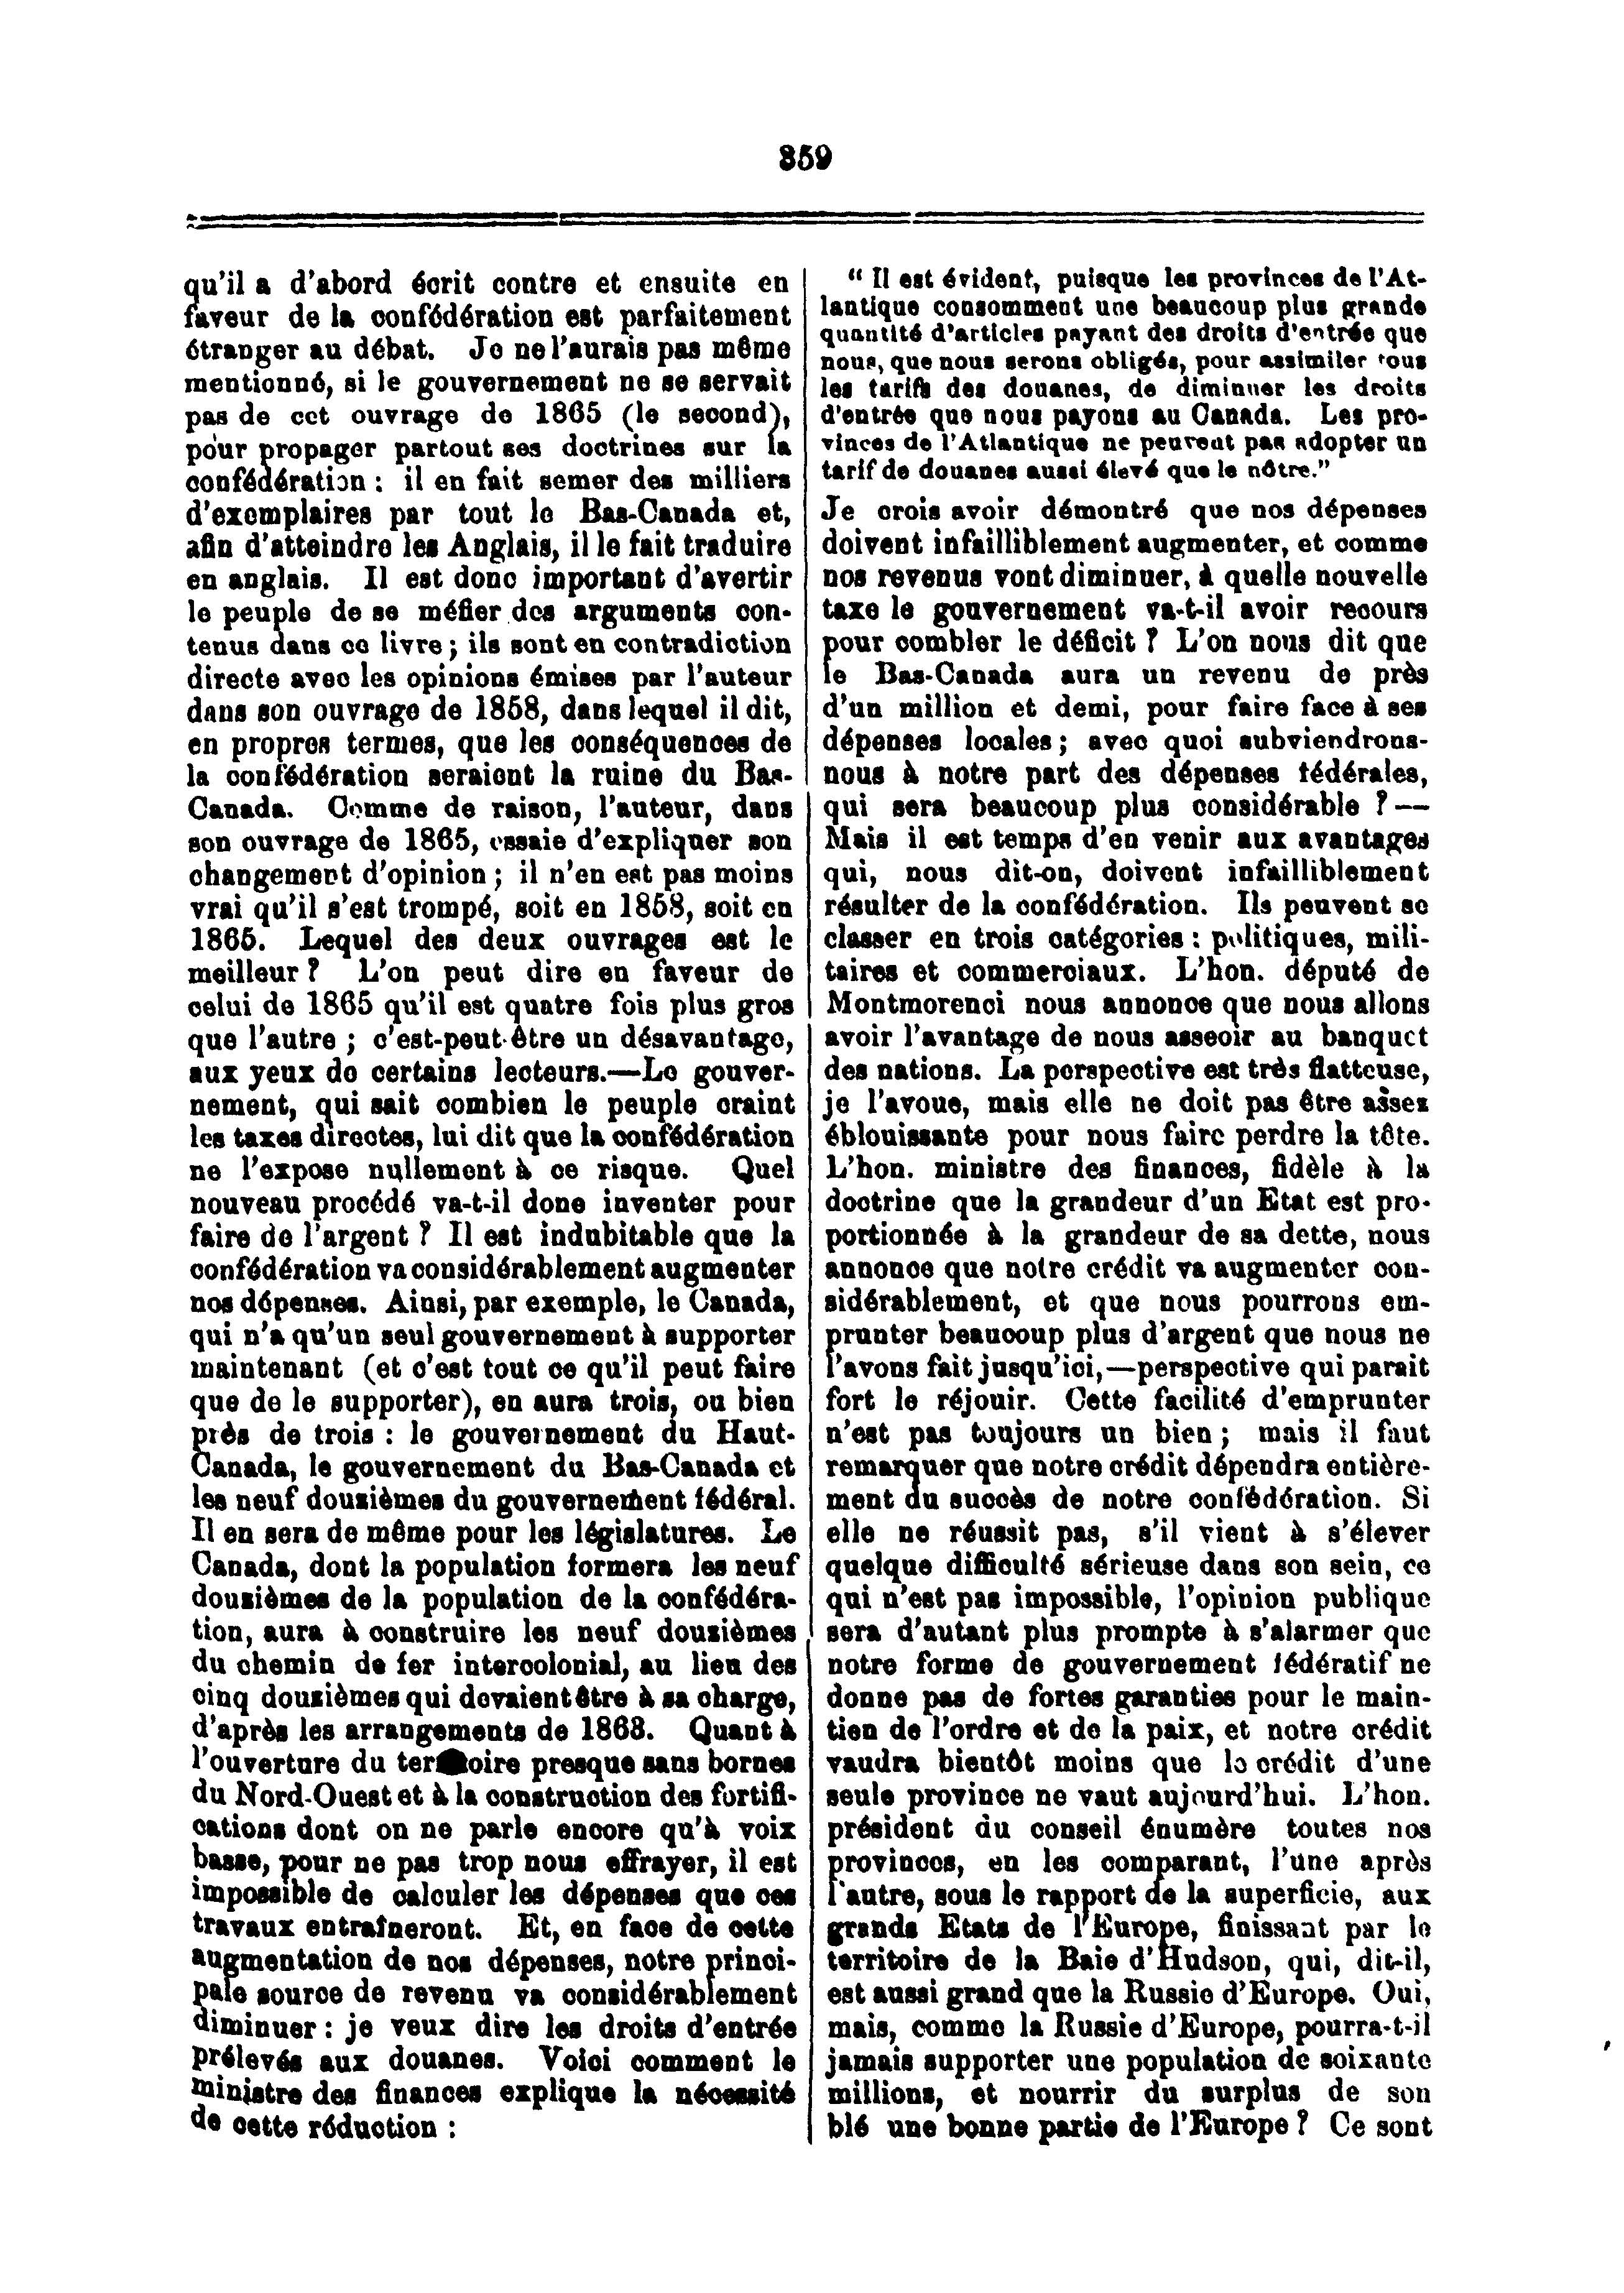 859
qu'il a d'abord écrit contre et ensuite en
faveur de la confédération est parfaitement
étranger au débat. Je ne l'aurais pas même
mentionné, si le gouvernement ne se servait
pas de cet ouvrage de 1865 (le second),
pour propager partout ses doctrines sur la
confédération : il en fait semer des milliers
d'exemplaires par tout le Bas-Canada et,
afin d'atteindre les Anglais, il le fait traduire
en anglais. Il est donc important d'avertir
le peuple de se méfier des arguments con-
tenus dans ce livre ; ils sont en contradiction
directe avec les opinions émises par l'auteur
dans son ouvrage de 1858, dans lequel il dit,
en propres termes, que les conséquences de
la confédération seraient la ruine du Bas-
Canada. Comme de raison, l'auteur, dans
son ouvrage de 1865, essaie d'expliquer son
changement d'opinion ; il n'en est pas moins
vrai qu'il s'est trompé, soit en 1858, soit en
1865. Lequel des deux ouvrages est le
meilleur ? L'on peut dire en faveur de
celui de 1865 qu'il est quatre fois plus gros
que l'autre ; c'est-peut-être un désavantage,
aux yeux de certains lecteurs.—Le gouver-
nement, qui sait combien le peuple craint
les taxes directes, lui dit que la confédération
ne l'expose nullement à ce risque. Quel
nouveau procédé va-t-il donc inventer pour
faire de l'argent ? Il est indubitable que la
confédération va considérablement augmenter
nos dépenses. Ainsi, par exemple, le Canada,
qui n'a qu'un seul gouvernement à supporter
maintenant (et c'est tout ce qu'il peut faire
que de le supporter), en aura trois, ou bien
près de trois : le gouvernement du Haut-
Canada, le gouvernement du Bas-Canada et
les neuf douzièmes du gouvernement fédéral.
Il en sera de même pour les législatures. Le
Canada, dont la population formera les neuf
douzièmes de la population de la confédéra-
tion, aura à construire les neuf douzièmes
du chemin de fer intercolonial, au lieu des
cinq douzièmes qui devaient être à sa charge,
d'après les arrangements de 1863. Quant à
l'ouverture du territoire presque sans bornes
du Nord-Ouest et à la construction des fortifi-
cations dont on ne parle encore qu'à voix
basse, pour ne pas trop nous effrayer, il est
impossible de calculer les dépenses que ces
travaux entraîneront. Et, en face de cette
augmentation de nos dépenses, notre princi-
pale source de revenu va considérablement
diminuer : je veux dire les droits d'entrée
prélevés aux douanes. Voici comment le
ministre des finances explique la nécessité
de cette réduction :
“ Il est évident, puisque les provinces de l'At-
lantique consomment une beaucoup plus grande
quantité d'articles payant des droits d'entrée que
nous, que nous serons obligés, pour assimiler tous
les tarifs des douanes, de diminuer les droits
d'entrée que nous payons au Canada. Les pro-
vinces de l'Atlantique ne peuvent pas adopter un
tarif de douanes aussi élevé que le nôtre.”
Je crois avoir démontré que nos dépenses
doivent infailliblement augmenter, et comme
nos revenus vont diminuer, à quelle nouvelle
taxe le gouvernement va-t-il avoir recours
pour combler le déficit ? L'on nous dit que
le Bas-Canada aura un revenu de près
d'un million et demi, pour faire face à ses
dépenses locales ; avec quoi subviendrons-
nous à notre part des dépenses fédérales,
qui sera beaucoup plus considérable ? —
Mais il est temps d'en venir aux avantages
qui, nous dit-on, doivent infailliblement
résulter de la confédération. Ils peuvent se
classer en trois catégories : politiques, mili-
taires et commerciaux. L'hon. député de
Montmorenci nous annonce que nous allons
avoir l'avantage de nous asseoir au banquet
des nations. La perspective est très flatteuse,
je l'avoue, mais elle ne doit pas être assez
éblouissante pour nous faire perdre la tête.
L'hon. ministre des finances, fidèle à la
doctrine que la grandeur d'un Etat est pro-
portionnée à la grandeur de sa dette, nous
annonce que notre crédit va augmenter con-
sidérablement, et que nous pourrons em-
prunter beaucoup plus d'argent que nous ne
l'avons fait jusqu'ici,—perspective qui parait
fort le réjouir. Cette facilité d'emprunter
n'est pas toujours un bien ; mais il faut
remarquer que notre crédit dépendra entière-
ment du succès de notre confédération. Si
elle ne réussit pas, s'il vient à s'élever
quelque difficulté sérieuse dans son sein, ce
qui n'est pas impossible, l'opinion publique
sera d'autant plus prompte à s'alarmer que
notre forme de gouvernement fédératif ne
donne pas de fortes garanties pour le main-
tien de l'ordre et de la paix, et notre crédit
vaudra bientôt moins que le crédit d'une
seule province ne vaut aujourd'hui. L'hon.
président du conseil énumère toutes nos
provinces, en les comparant, l'une après
l'autre, sous le rapport de la superficie, aux
grands Etats de l'Europe, finissant par le
territoire de la Baie d'Hudson, qui, dit-il,
est aussi grand que la Russie d'Europe. Oui,
mais, comme la Russie d'Europe, pourra-t-il
jamais supporter une population de soixante
millions, et nourrir du surplus de son
blé une bonne partie de l'Europe ? Ce sont